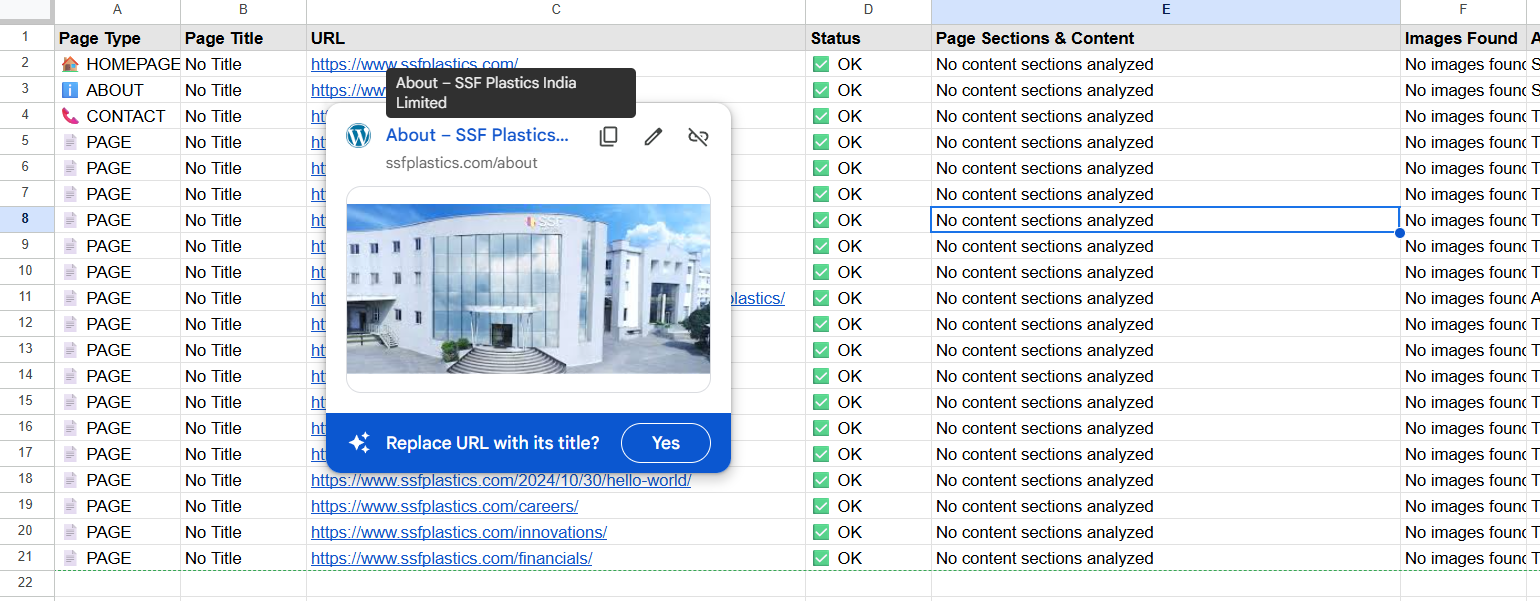 A B C D E F
1 Page Type Page Title URL Status Page Sections & Content Images Found A
2 HOMEPAGE No Title https://www.ssfplastics.com/ OK No content sections analyzed No images found S
3 ABOUT No Title https://www OK No content sections analyzed No images found S
About – SSF Plastics India
Limited
4 CONTACT No Title ht OK No content sections analyzed No images found T
About – SSF Plastics...
5 PAGE No Title ht OK No content sections analyzed No images found T
ssfplastics.com/about
6 PAGE No Title ht OK No content sections analyzed No images found T
7 PAGE No Title ht OK No content sections analyzed No images found T
8 PAGE No Title ht OK No content sections analyzed No images found T
SSF
9 PAGE No Title ht OK No content sections analyzed No images found T
10 PAGE No Title ht OK No content sections analyzed No images found T
11 PAGE No Title ht plastics/ OK No content sections analyzed No images found A
12 PAGE No Title ht OK No content sections analyzed No images found T
13 PAGE No Title ht OK No content sections analyzed No images found T
14 PAGE No Title ht OK No content sections analyzed No images found T
15 PAGE No Title ht OK No content sections analyzed No images found T
16 PAGE No Title ht OK No content sections analyzed No images found T
Replace URL with its title? Yes
17 PAGE No Title ht OK No content sections analyzed No images found T
18 PAGE No Title https://www.ssfplastics.com/2024/10/30/hello-world/ OK No content sections analyzed No images found T
19 PAGE No Title https://www.ssfplastics.com/careers/ OK No content sections analyzed No images found T
20 PAGE No Title https://www.ssfplastics.com/innovations/ OK No content sections analyzed No images found T
21 PAGE No Title https://www.ssfplastics.com/financials/ OK No content sections analyzed No images found T
22